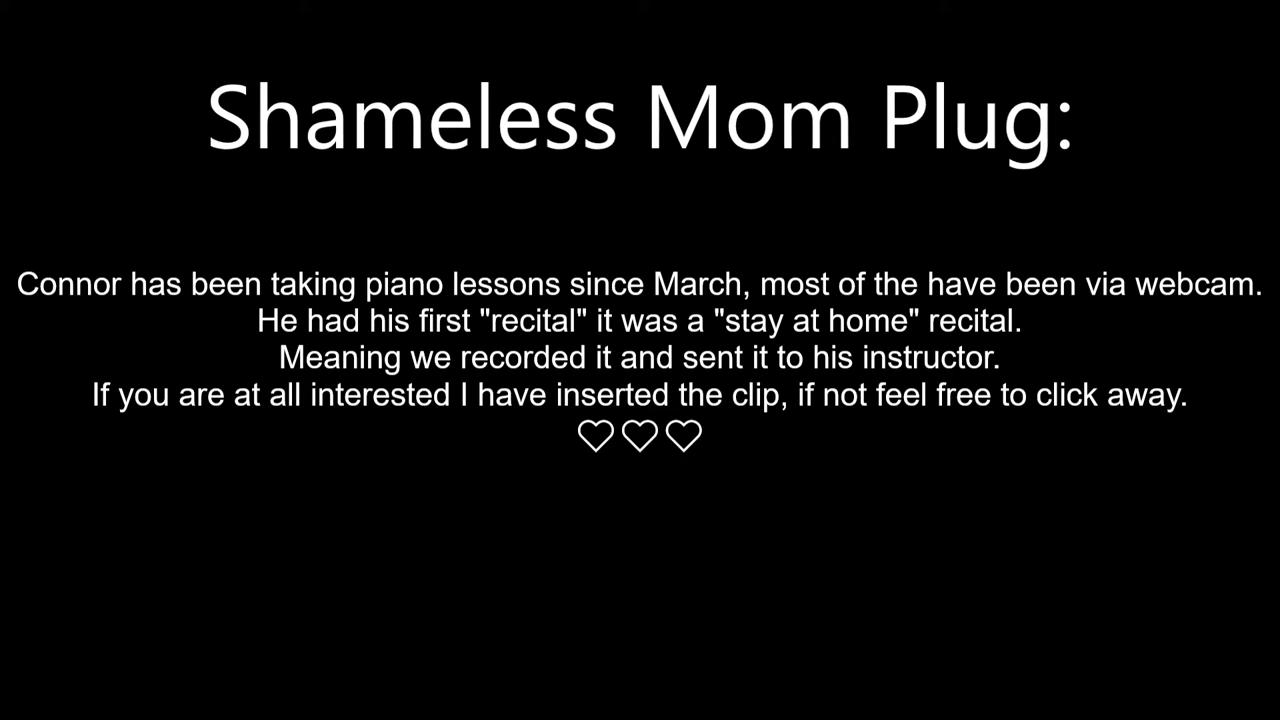 Shameless Mom Plug:
Connor has been taking piano lessons since March, most of the have been via webcam.
He had his first "recital" it was a "stay at home" recital.
Meaning we recorded it and sent it to his instructor.
If you are at all interested I have inserted the clip, if not feel free to click away.
♡♡♡